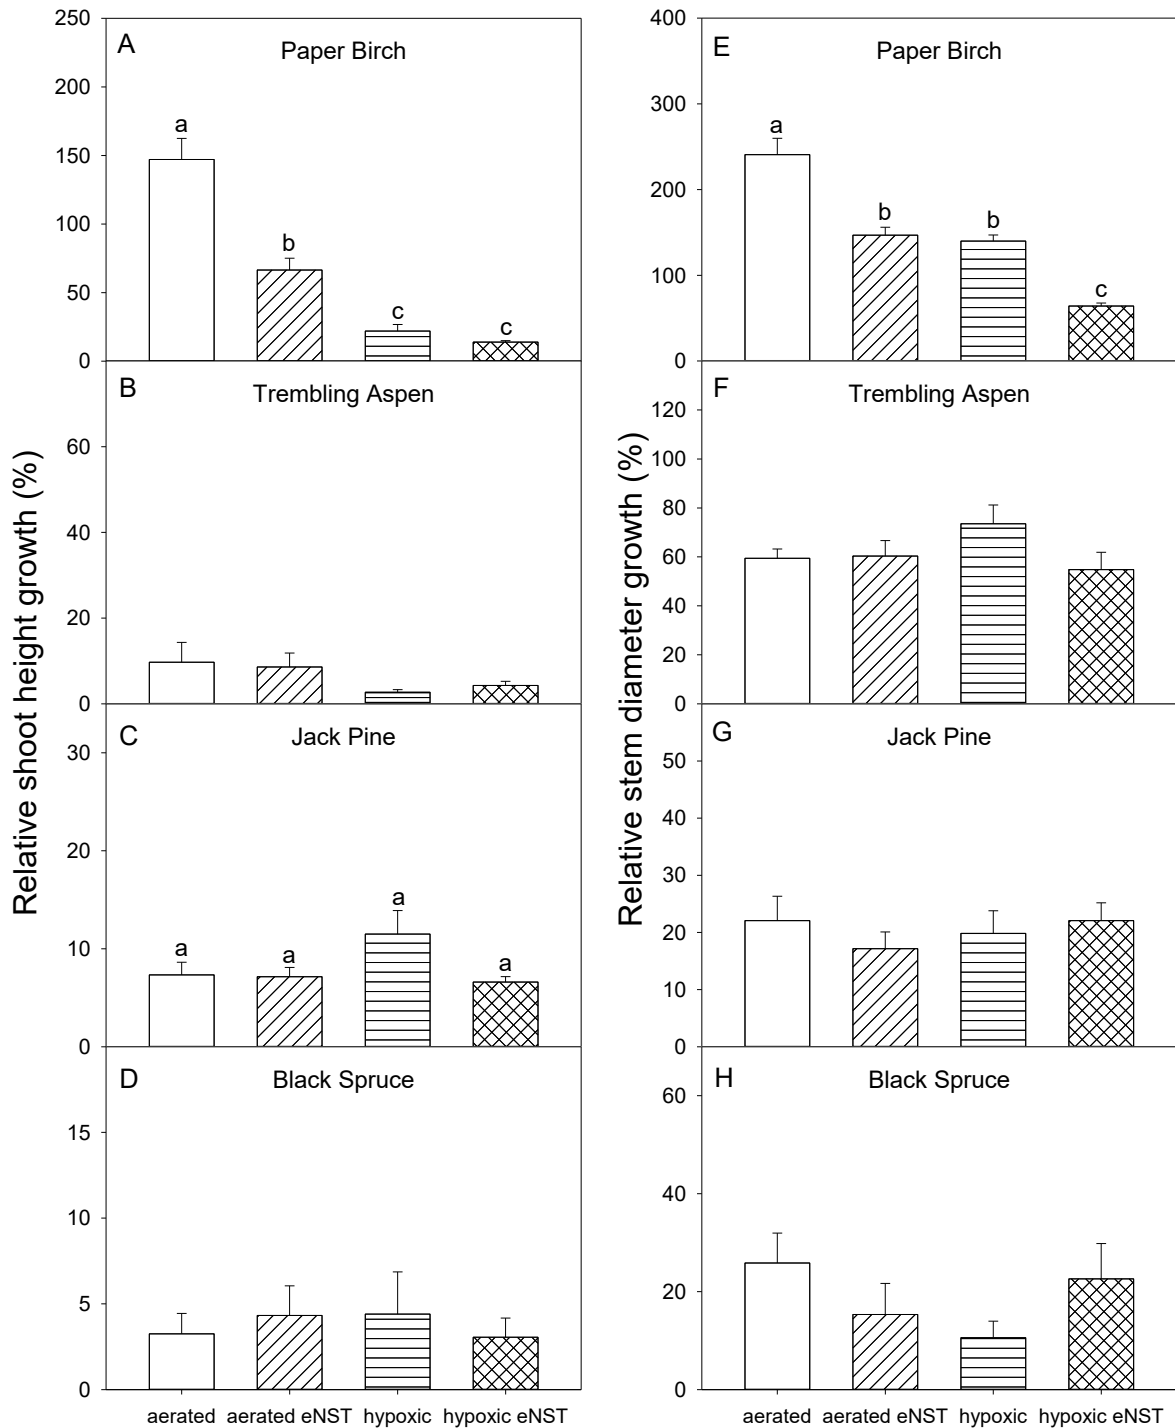 Relative shoot height growth (%)
A
Paper Birch
250
200
150
100
50
0
a
b
c
c
B
Trembling Aspen
60
40
20
0
C
Jack Pine
30
20
10
0
a
a
a
a
D
Black Spruce
15
10
5
0
aerated
aerated eNST
hypoxic
hypoxic eNST
Relative stem diameter growth (%)
E
Paper Birch
400
300
200
100
0
a
b
b
c
F
Trembling Aspen
120
100
80
60
40
20
0
G
Jack Pine
50
40
30
20
10
0
H
Black Spruce
60
40
20
0
aerated
aerated eNST
hypoxic
hypoxic eNST